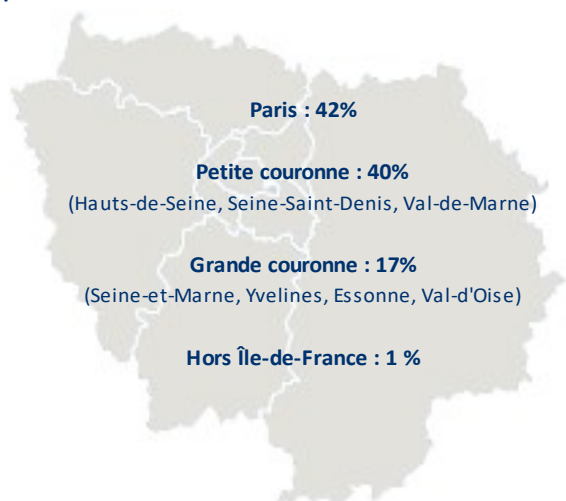 Paris : 42%
Petite couronne : 40%
(Hauts-de-Seine, Seine-Saint-Denis, Val-de-Marne)
Grande couronne : 17%
(Seine-et-Marne, Yvelines, Essonne, Val-d'Oise)
Hors Île-de-France : 1 %